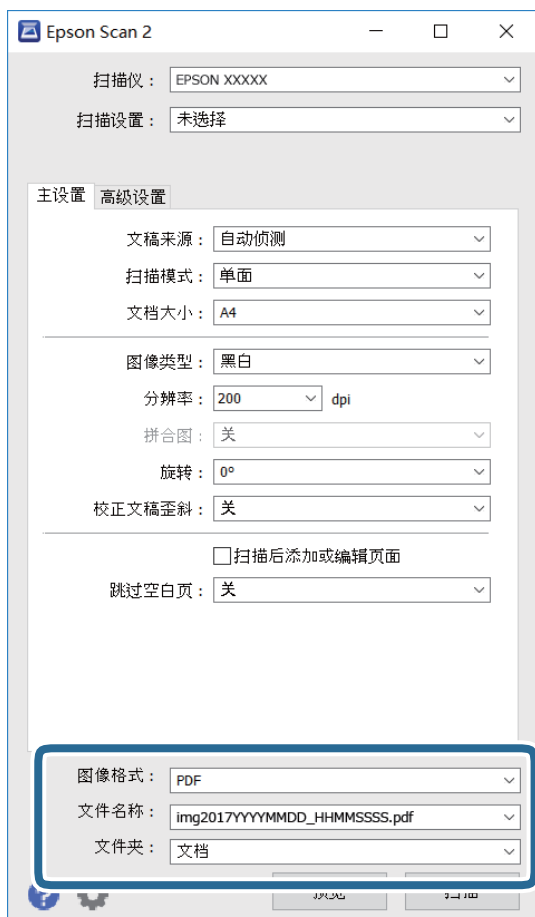 Epson Scan 2
扫描仪： EPSON XXXXX
扫描设置： 未选择
主设置 高级设置
文稿来源： 自动侦测
扫描模式： 单面
文档大小： A4
图像类型： 黑白
分辨率： 200 dpi
拼合图： 关
旋转： 0°
校正文稿歪斜： 关
扫描后添加或编辑页面
跳过空白页： 关
图像格式： PDF
文件名称： img2017YYYYMMDD_HHMMSSSS.pdf
文件夹： 文档
? 预览 扫描